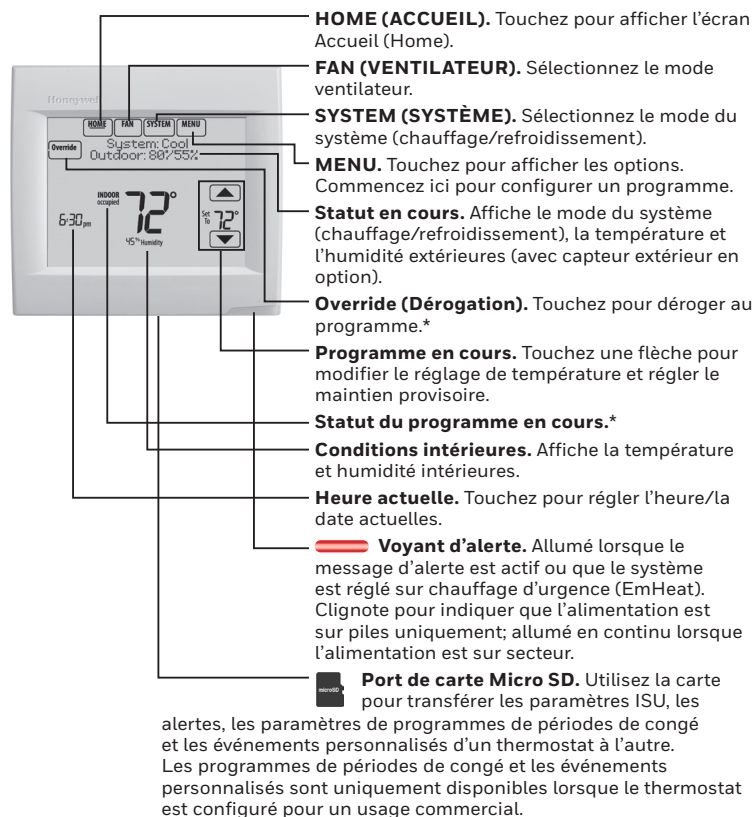 HOME (ACCUEIL). Touchez pour afficher l'écran
Accueil (Home).
FAN (VENTILATEUR). Sélectionnez le mode
ventilateur.
SYSTEM (SYSTÈME). Sélectionnez le mode du
système (chauffage/refroidissement).
MENU. Touchez pour afficher les options.
Commencez ici pour configurer un programme.
Statut en cours. Affiche le mode du système
(chauffage/refroidissement), la température et
l'humidité extérieures (avec capteur extérieur en
option).
Override (Dérogation). Touchez pour déroger au
programme.*
Programme en cours. Touchez une flèche pour
modifier le réglage de température et régler le
maintien provisoire.
Statut du programme en cours.*
Conditions intérieures. Affiche la température
et humidité intérieures.
Heure actuelle. Touchez pour régler l'heure/la
date actuelles.
Voyant d'alerte. Allumé lorsque le
message d'alerte est actif ou que le système
est réglé sur chauffage d'urgence (EmHeat).
Clignote pour indiquer que l'alimentation est
sur piles uniquement; allumé en continu lorsque
l'alimentation est sur secteur.
microSD
Port de carte Micro SD. Utilisez la carte
pour transférer les paramètres ISU, les
alertes, les paramètres de programmes de périodes de congé
et les événements personnalisés d'un thermostat à l'autre.
Les programmes de périodes de congé et les événements
personnalisés sont uniquement disponibles lorsque le thermostat
est configuré pour un usage commercial.
Honeywell
HOME FAN SYSTEM MENU
Override
System: Cool
Outdoor: 80°/55%
INDOOR
occupied
72°
Set
To
72°
6:30 pm
45% Humidity